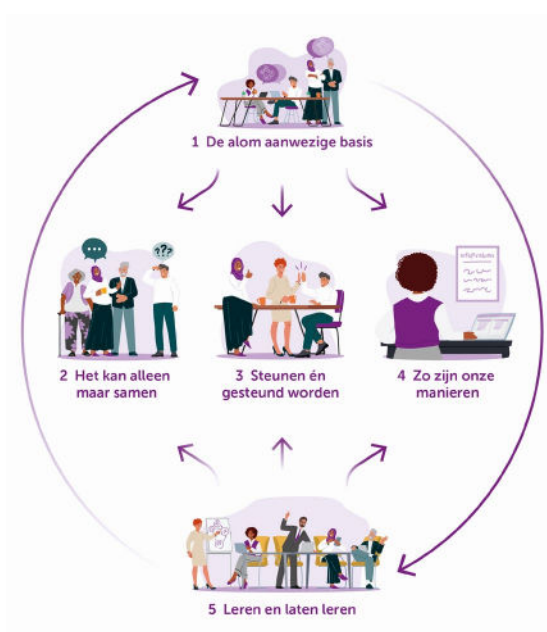 1 De alom aanwezige basis
???
2 Het kan alleen
maar samen
3 Steunen én
gesteund worden
4 Zo zijn onze
manieren
5 Leren en laten leren